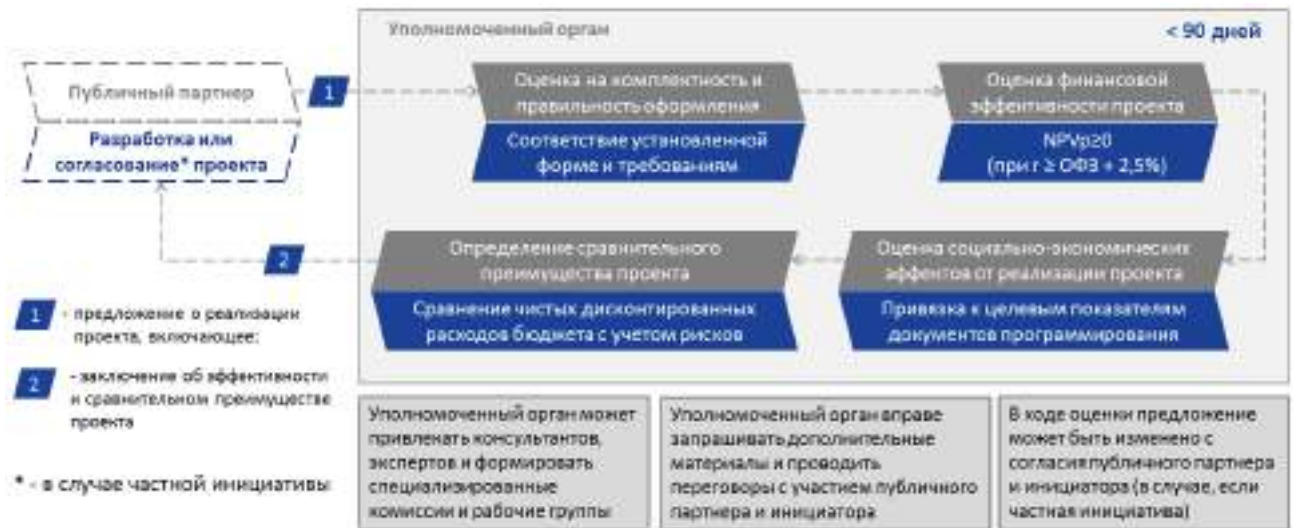 Уполномоченный орган
< 90 дней
Публичный партнер
Разработка или
согласование* проекта
1
Оценка на комплектность и
правильность оформления
Соответствие установленной
форме и требованиям
Оценка финансовой
эффективности проекта
NPVp≥0
(при r ≥ ОФЗ + 2,5%)
2
Определение сравнительного
преимущества проекта
Сравнение чистых дисконтированных
расходов бюджета с учетом рисков
Оценка социально-экономических
эффентов от реализации проекта
Привязка к целевым показателям
документов программирования
1 - предложение о реализации
проекта, включающее:
2 - заключение об эффективности
и сравнительном преимуществе
проекта
* - в случае частной инициативы
Уполномоченный орган может
привлекать консультантов,
экспертов и формировать
специализированные
комиссии и рабочие группы
Уполномоченный орган вправе
запрашивать дополнительные
материалы и проводить
переговоры с участием публичного
партнера и инициатора
В ходе оценки предложение
может быть изменено с
согласия публичного партнера
и инициатора (в случае, если
частная инициатива)